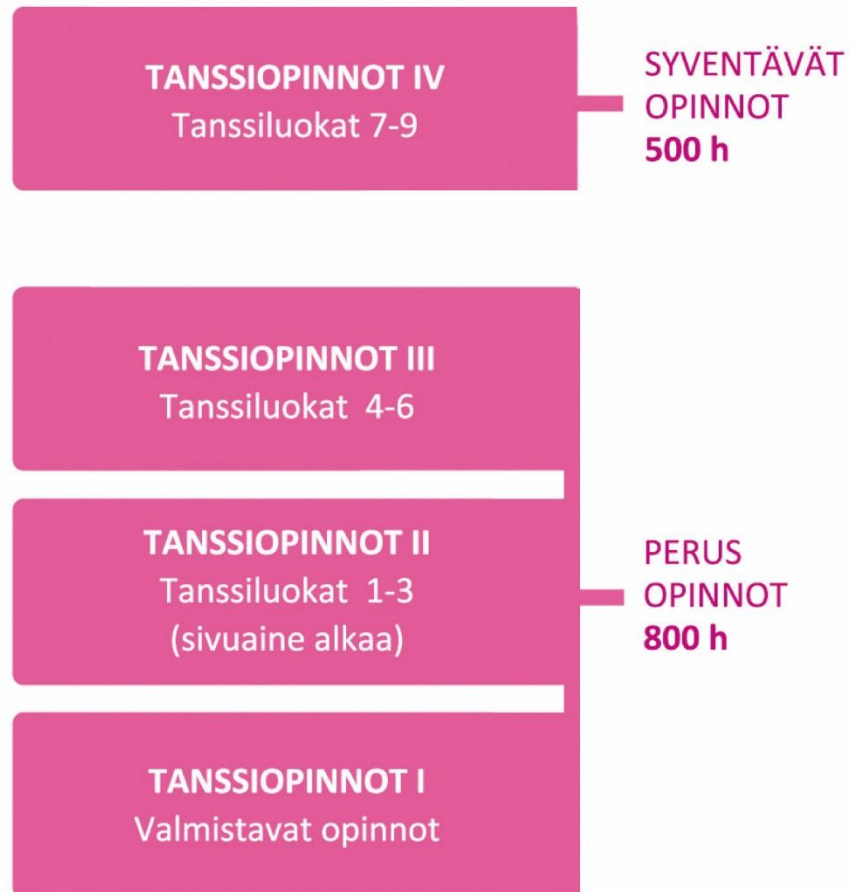 TANSSIOPINNOT IV
Tanssiluokat 7-9
SYVENTÄVÄT
OPINNOT
500 h
TANSSIOPINNOT III
Tanssiluokat 4-6
TANSSIOPINNOT II
Tanssiluokat 1-3
(sivuaine alkaa)
PERUS
OPINNOT
800 h
TANSSIOPINNOT I
Valmistavat opinnot